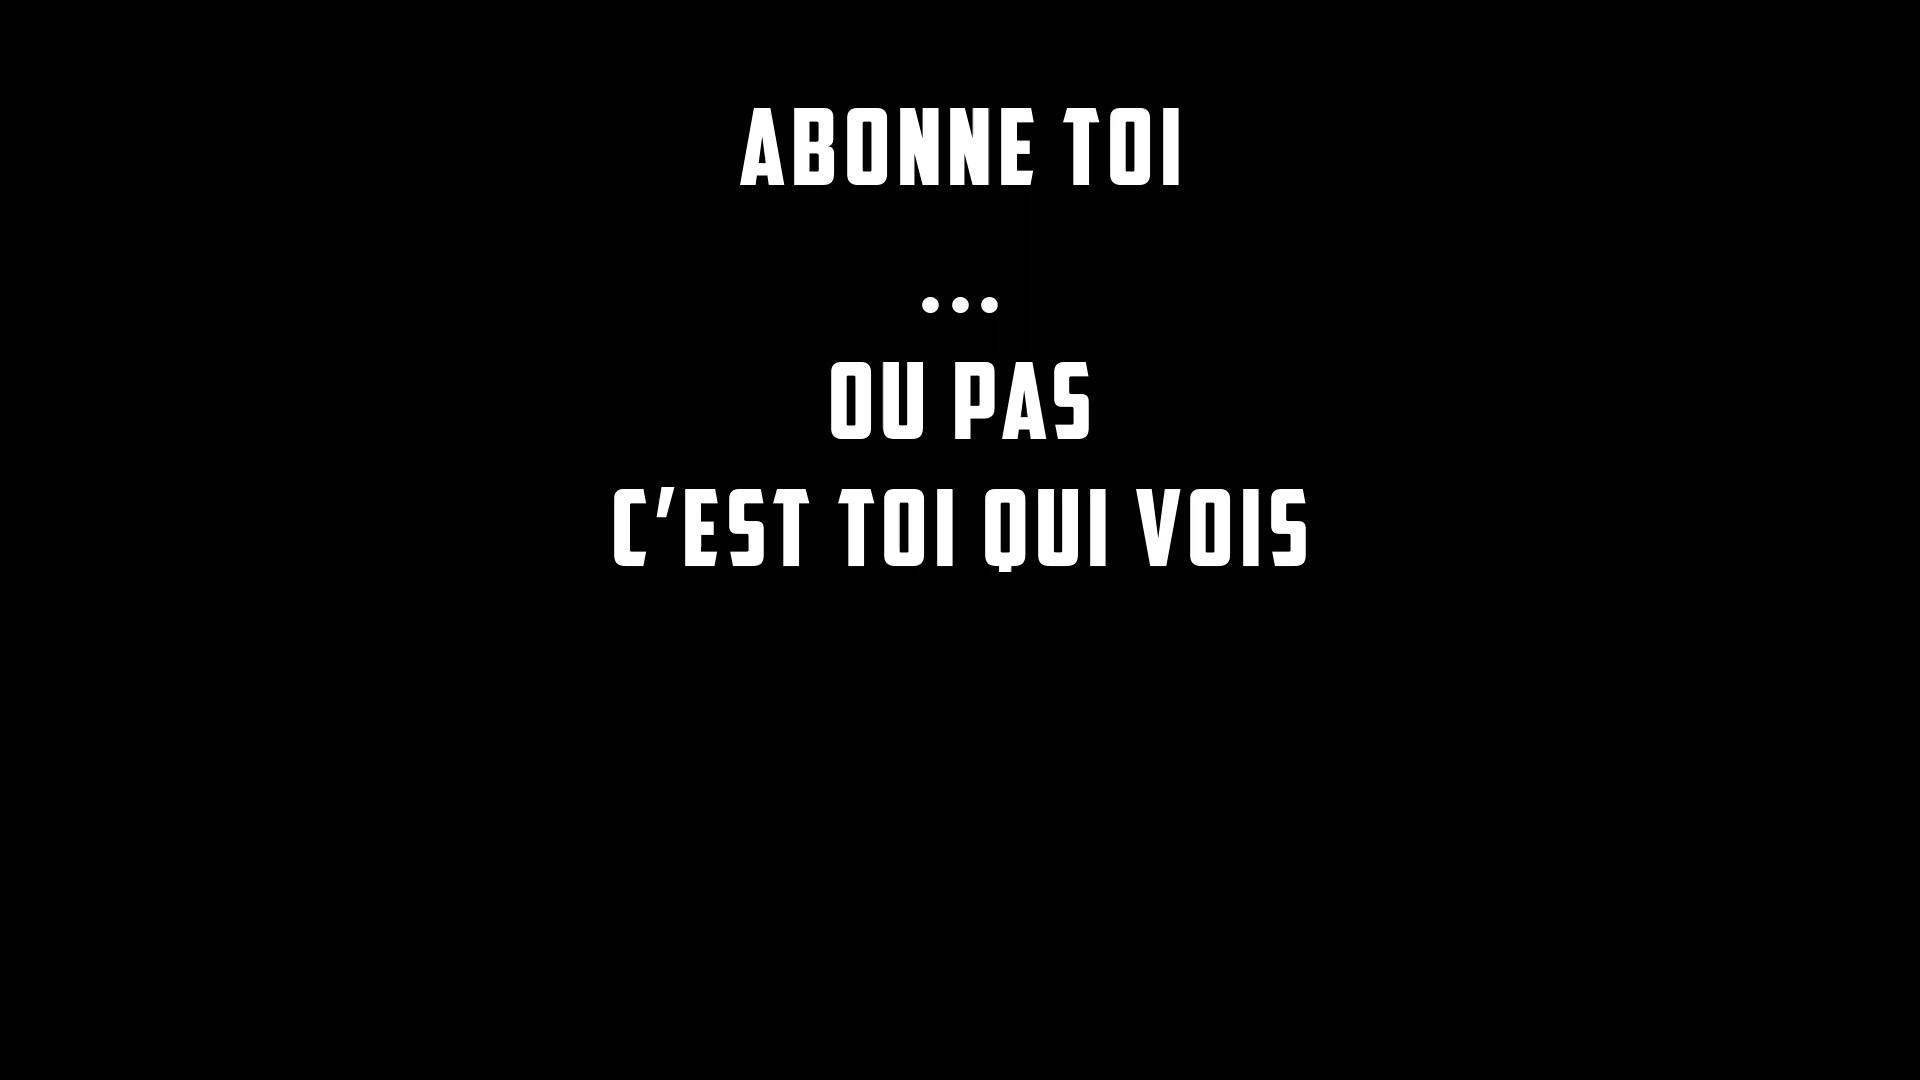 ABONNE TOI
...
OU PAS
C'EST TOI QUI VOIS